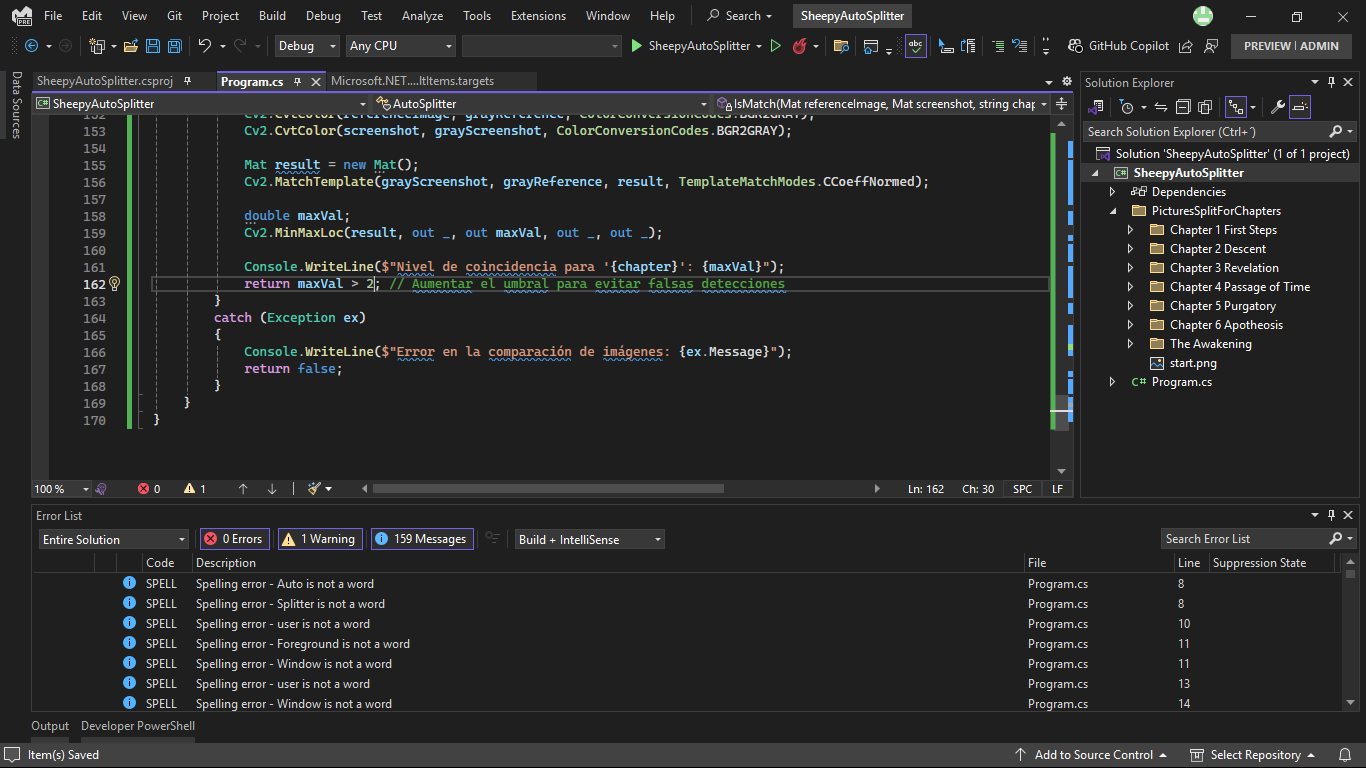 File Edit View Git Project Build Debug Test Analyze Tools Extensions Window Help Search SheepyAutoSplitter
PRE
Debug Any CPU SheepyAutoSplitter abc GitHub Copilot PREVIEW | ADMIN
Data Sources
SheepyAutoSplitter.csproj Program.cs Microsoft.NET....ltItems.targets
C# SheepyAutoSplitter AutoSplitter IsMatch(Mat referenceImage, Mat screenshot, string chap
152 Cv2.CvtColor(referenceImage, grayReference, ColorConversionCodes.BGR2GRAY);
153 Cv2.CvtColor(screenshot, grayScreenshot, ColorConversionCodes.BGR2GRAY);
154
155 Mat result = new Mat();
156 Cv2.MatchTemplate(grayScreenshot, grayReference, result, TemplateMatchModes.CCoeffNormed);
157
158 double maxVal;
159 Cv2.MinMaxLoc(result, out _, out maxVal, out _, out _);
160
161 Console.WriteLine($"Nivel de coincidencia para '{chapter}': {maxVal}");
162 return maxVal > 2; // Aumentar el umbral para evitar falsas detecciones
163 }
164 catch (Exception ex)
165 {
166 Console.WriteLine($"Error en la comparación de imágenes: {ex.Message}");
167 return false;
168 }
169 }
170 }
100 % 0 1 Ln: 162 Ch: 30 SPC LF
Solution Explorer
Search Solution Explorer (Ctrl+´)
Solution 'SheepyAutoSplitter' (1 of 1 project)
C# SheepyAutoSplitter
Dependencies
PicturesSplitForChapters
Chapter 1 First Steps
Chapter 2 Descent
Chapter 3 Revelation
Chapter 4 Passage of Time
Chapter 5 Purgatory
Chapter 6 Apotheosis
The Awakening
start.png
C# Program.cs
Error List
Entire Solution 0 Errors 1 Warning 159 Messages Build + IntelliSense Search Error List
Code Description File Line Suppression State
SPELL Spelling error - Auto is not a word Program.cs 8
SPELL Spelling error - Splitter is not a word Program.cs 8
SPELL Spelling error - user is not a word Program.cs 10
SPELL Spelling error - Foreground is not a word Program.cs 11
SPELL Spelling error - Window is not a word Program.cs 11
SPELL Spelling error - user is not a word Program.cs 13
SPELL Spelling error - Window is not a word Program.cs 14
Output Developer PowerShell
Item(s) Saved Add to Source Control Select Repository